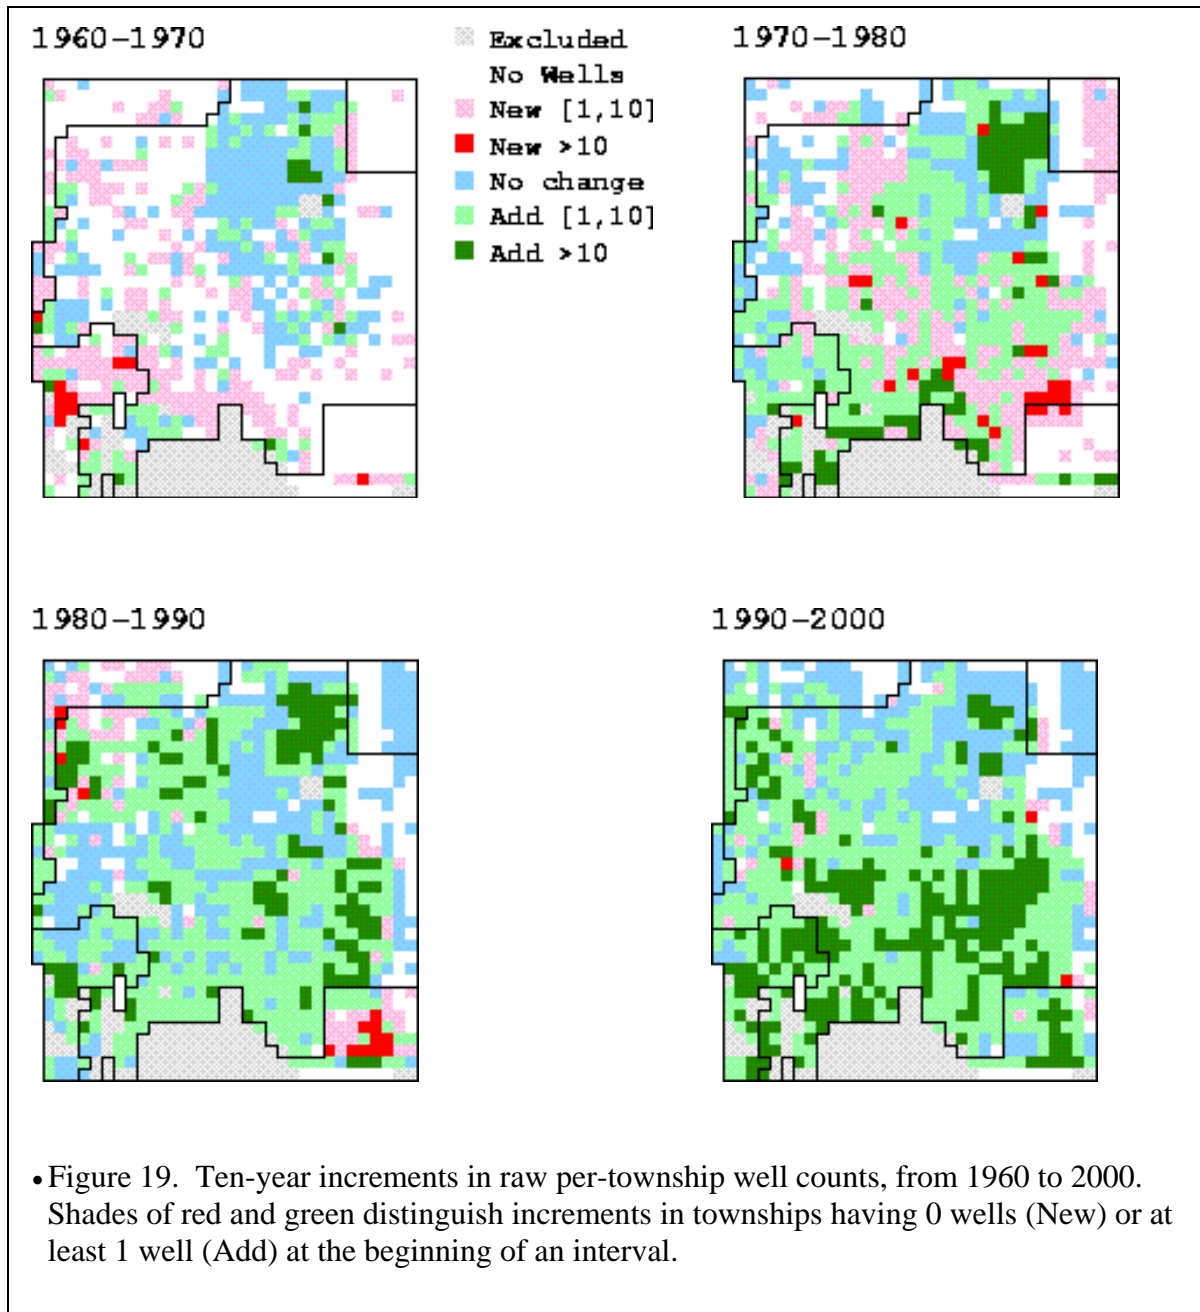 1960-1970
Excluded
No Wells
New [1,10]
New >10
No change
Add [1,10]
Add >10
1970-1980
1980-1990
1990-2000
• Figure 19. Ten-year increments in raw per-township well counts, from 1960 to 2000.
Shades of red and green distinguish increments in townships having 0 wells (New) or at
least 1 well (Add) at the beginning of an interval.